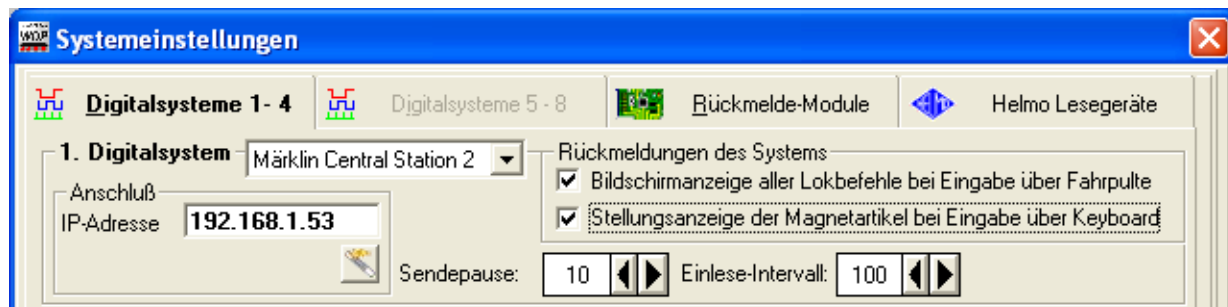 WDP Systemeinstellungen
Digitalsysteme 1- 4 Digitalsysteme 5 - 8 Rückmelde-Module Helmo Lesegeräte
1. Digitalsystem Märklin Central Station 2 Rückmeldungen des Systems
Bildschirmanzeige aller Lokbefehle bei Eingabe über Fahrpulte
Anschluß
IP-Adresse 192.168.1.53 Stellungsanzeige der Magnetartikel bei Eingabe über Keyboard
Sendepause: 10 Einlese-Intervall: 100